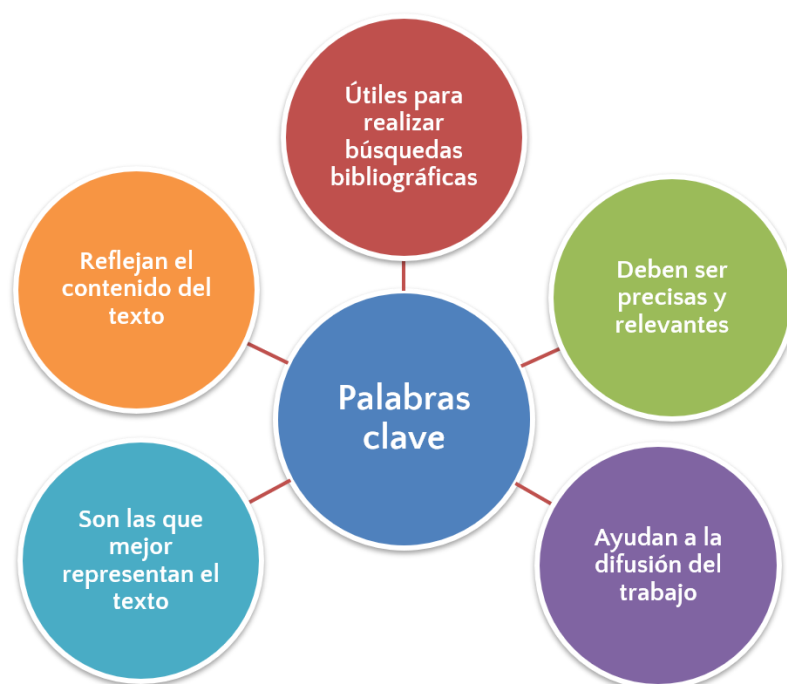 Útiles para
realizar
búsquedas
bibliográficas
Reflejan el
contenido del
texto
Deben ser
precisas y
relevantes
Palabras
clave
Son las que
mejor
representan el
texto
Ayudan a la
difusión del
trabajo